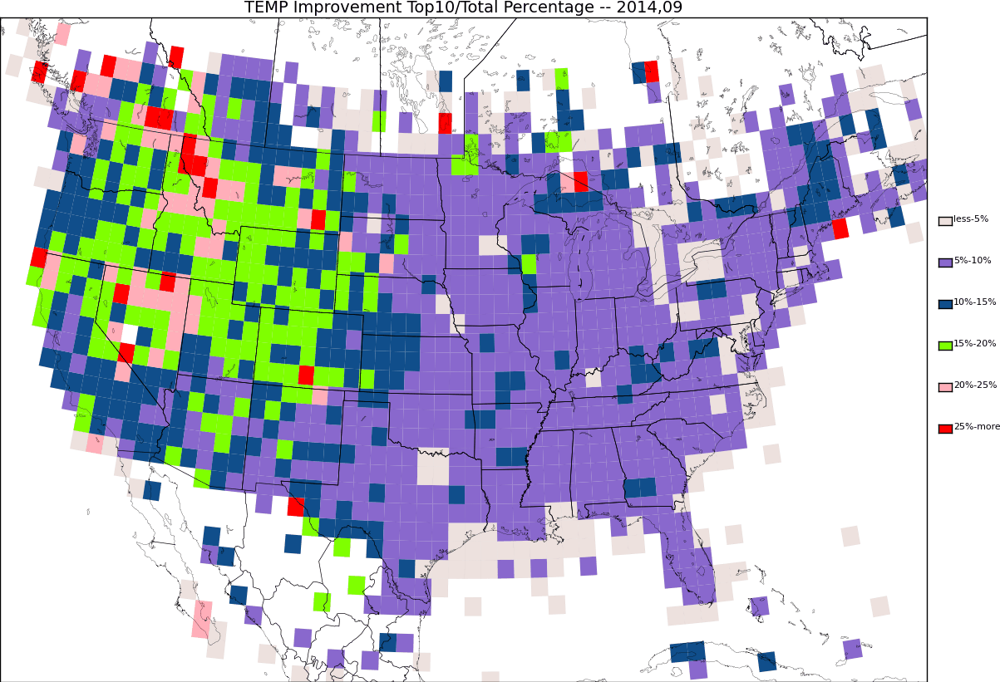 TEMP Improvement Top10/Total Percentage -- 2014,09
less-5%
5%-10%
10%-15%
15%-20%
20%-25%
25%-more